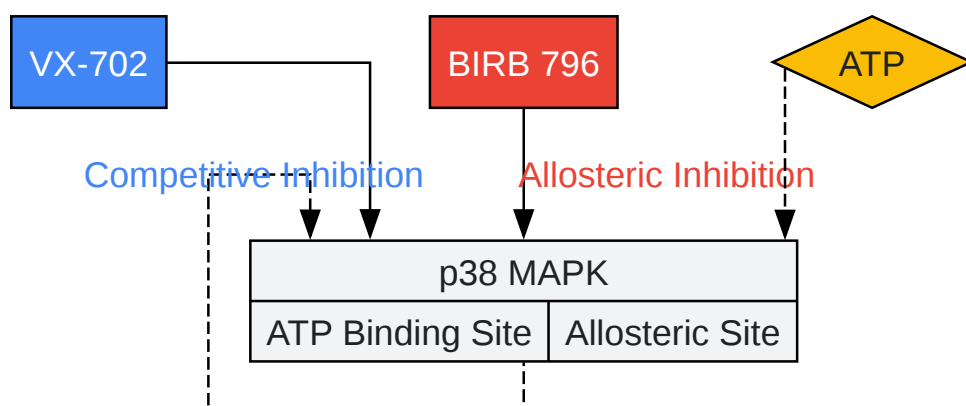 VX-702
BIRB 796
ATP
Competitive Inhibition
Allosteric Inhibition
p38 MAPK
ATP Binding Site
Allosteric Site